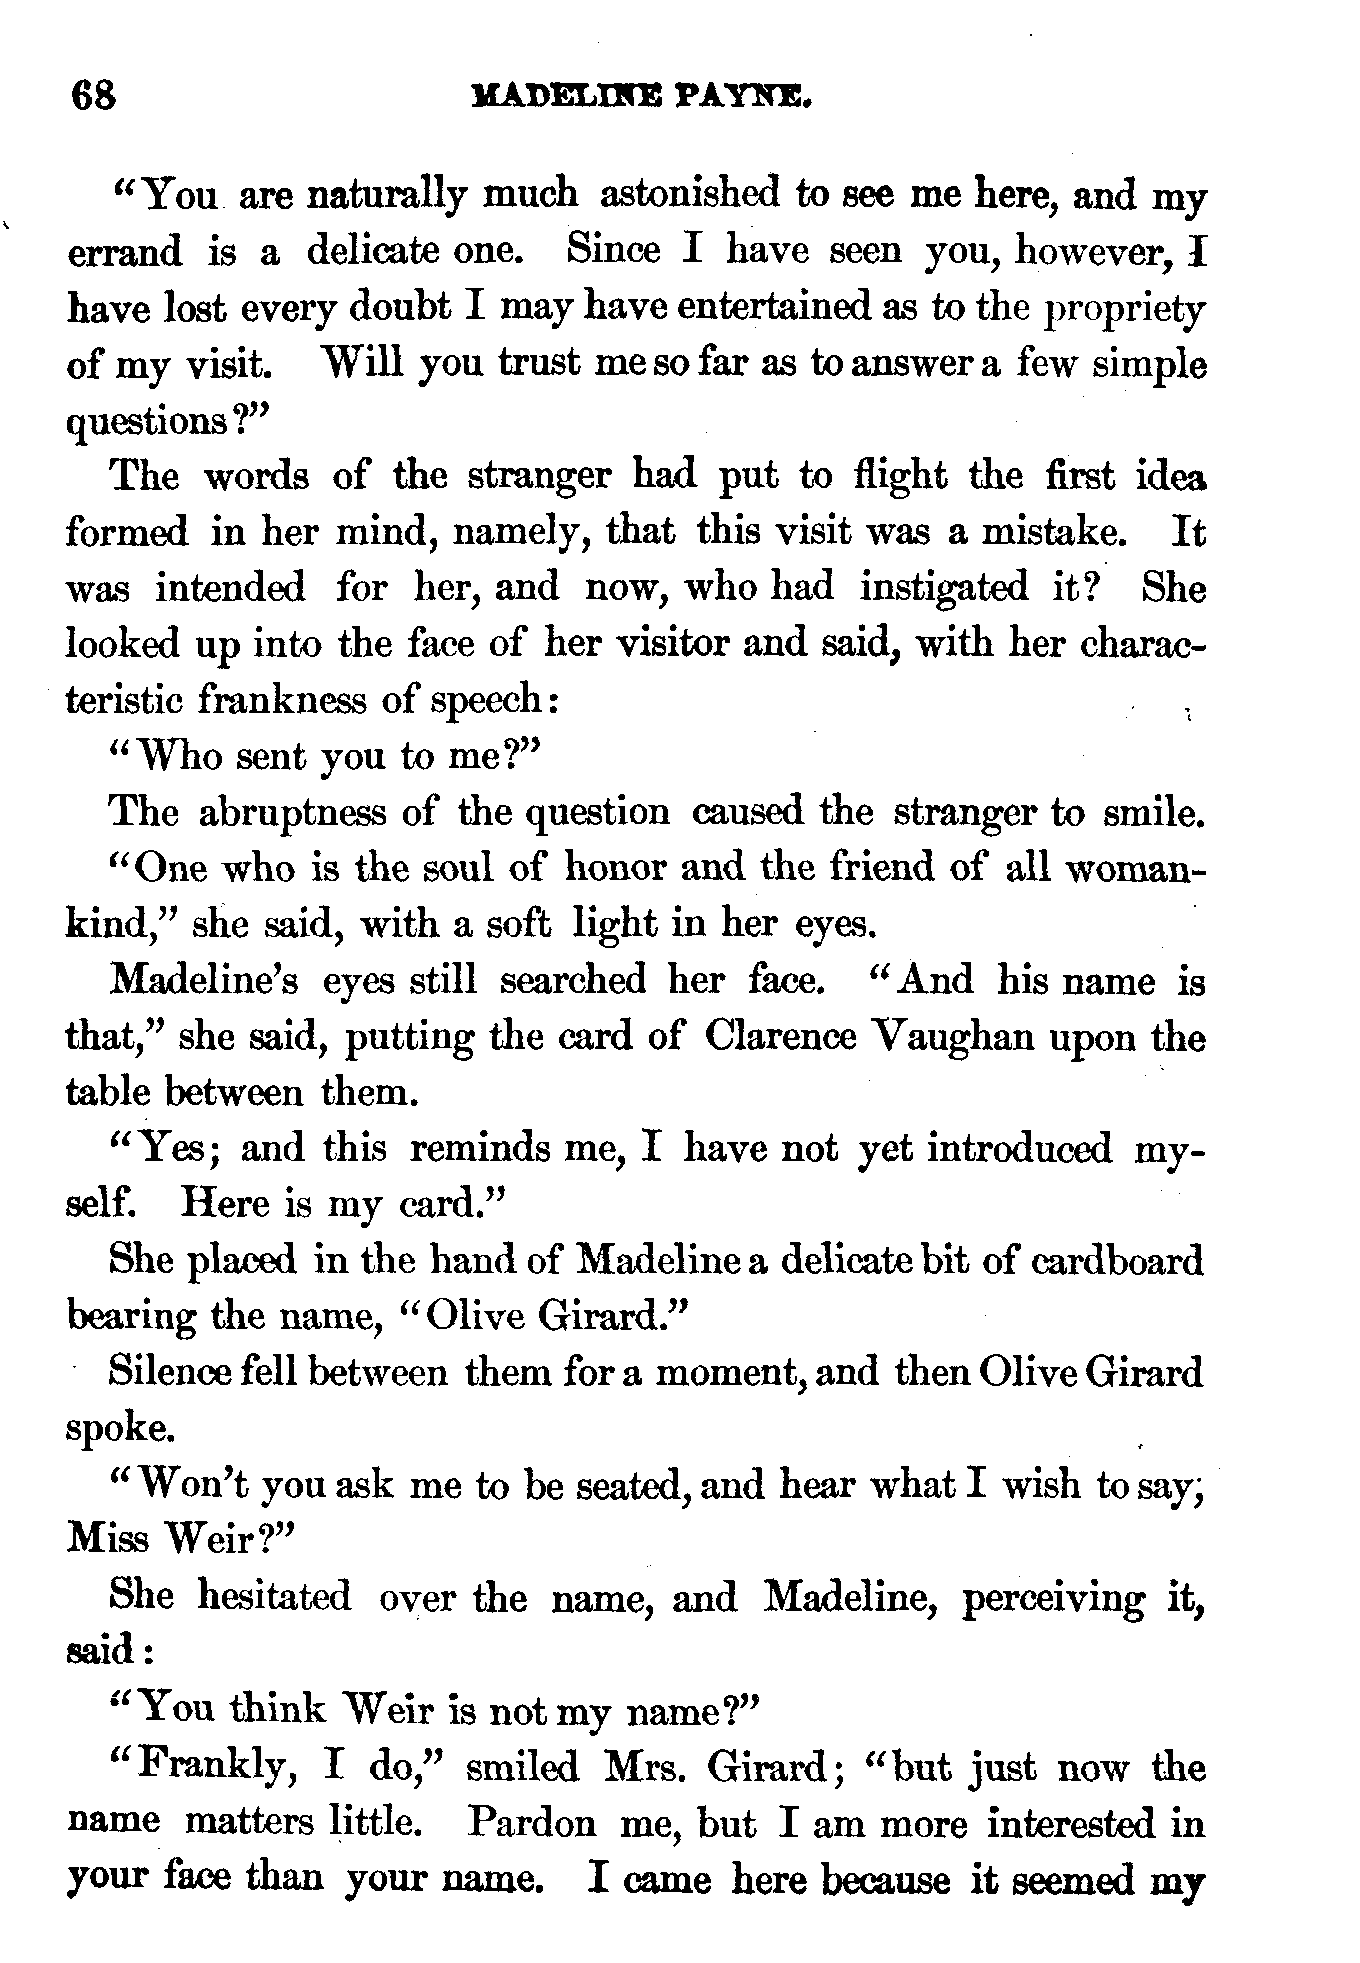 68 MADELINE PAYNE.
"You are naturally much astonished to see me here, and my
errand is a delicate one. Since I have seen you, however, I
have lost every doubt I may have entertained as to the propriety
of my visit. Will you trust me so far as to answer a few simple
questions?"
The words of the stranger had put to flight the first idea
formed in her mind, namely, that this visit was a mistake. It
was intended for her, and now, who had instigated it? She
looked up into the face of her visitor and said, with her charac-
teristic frankness of speech:
"Who sent you to me?"
The abruptness of the question caused the stranger to smile.
"One who is the soul of honor and the friend of all woman-
kind," she said, with a soft light in her eyes.
Madeline's eyes still searched her face. "And his name is
that," she said, putting the card of Clarence Vaughan upon the
table between them.
"Yes; and this reminds me, I have not yet introduced my-
self. Here is my card."
She placed in the hand of Madeline a delicate bit of cardboard
bearing the name, "Olive Girard."
Silence fell between them for a moment, and then Olive Girard
spoke.
"Won't you ask me to be seated, and hear what I wish to say,
Miss Weir?"
She hesitated over the name, and Madeline, perceiving it,
said:
"You think Weir is not my name?"
"Frankly, I do," smiled Mrs. Girard; "but just now the
name matters little. Pardon me, but I am more interested in
your face than your name. I came here because it seemed my